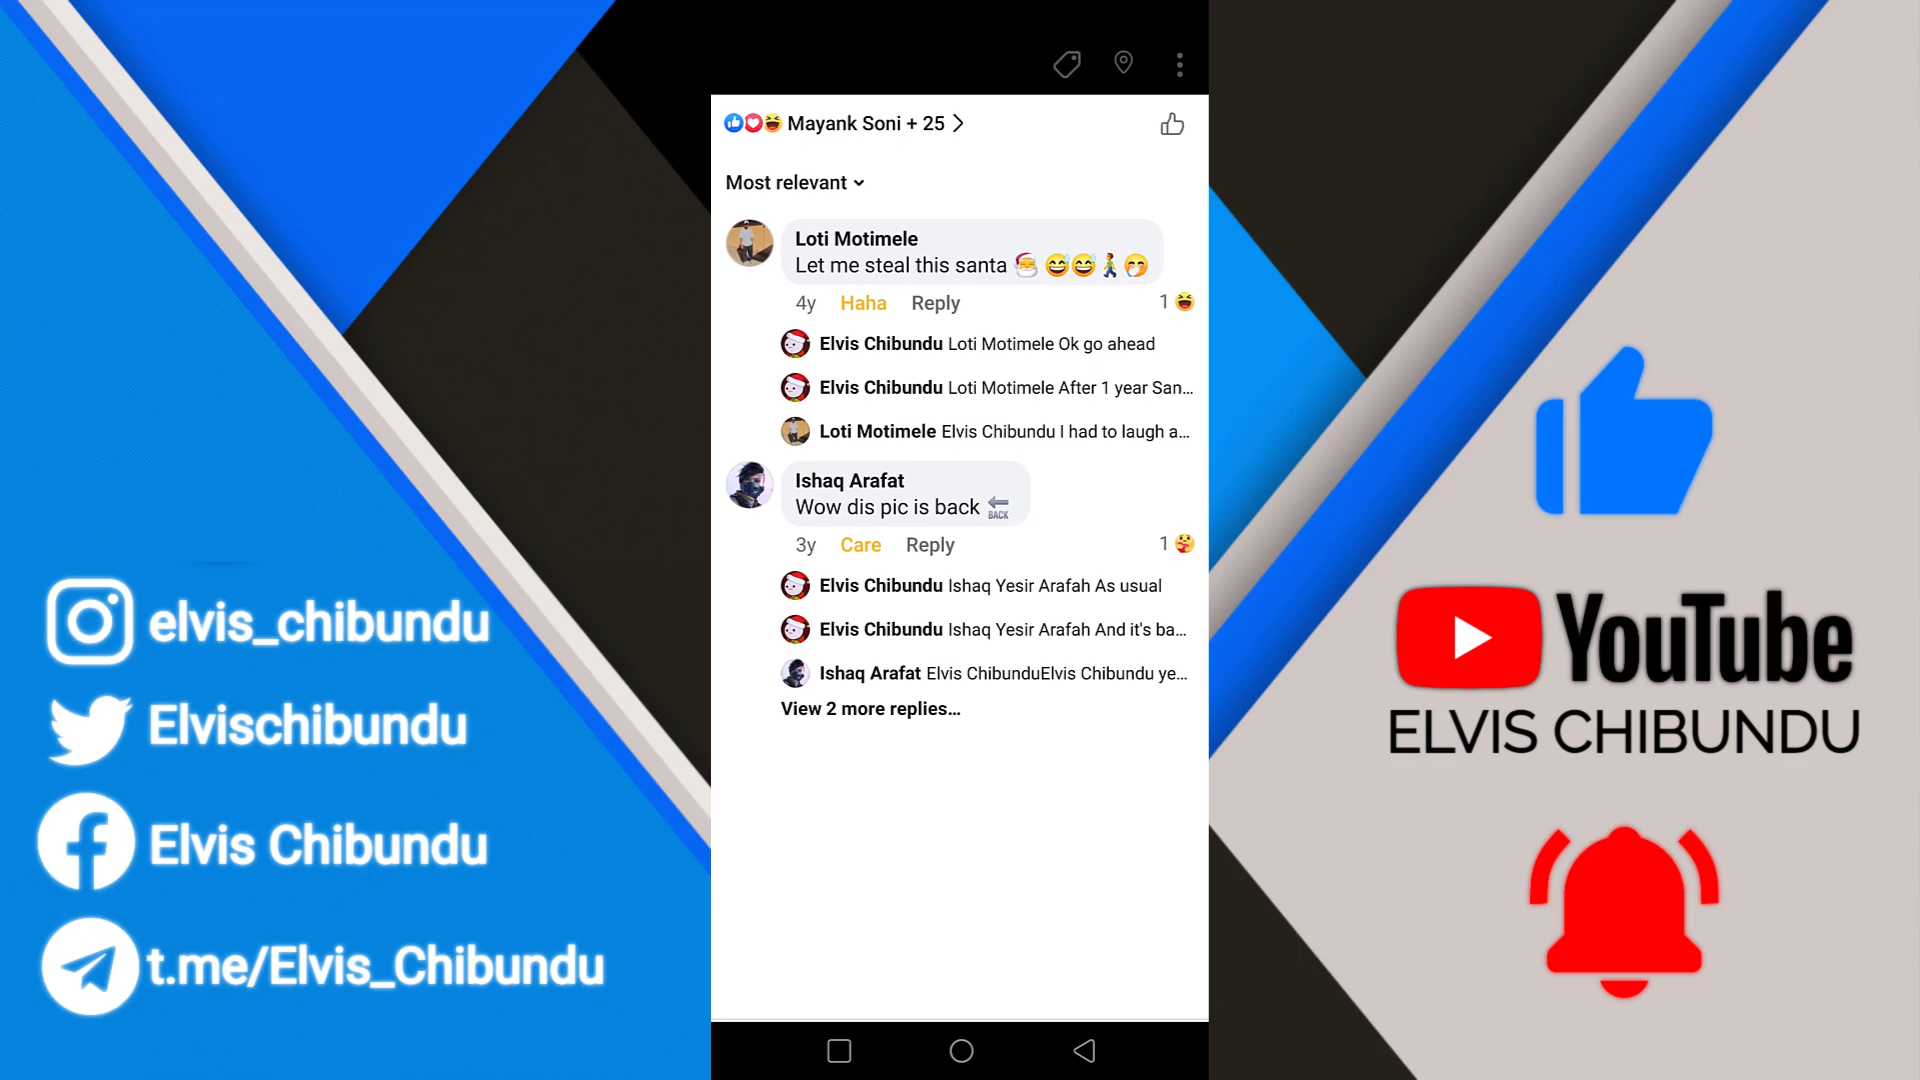 Mayank Soni + 25
Most relevant
Loti Motimele
Let me steal this santa 🎅 😅😅🚶‍♂️🤭
4y Haha Reply 1
Elvis Chibundu Loti Motimele Ok go ahead
Elvis Chibundu Loti Motimele After 1 year San...
Loti Motimele Elvis Chibundu I had to laugh a...
Ishaq Arafat
Wow dis pic is back 🔙
3y Care Reply 1
Elvis Chibundu Ishaq Yesir Arafah As usual
Elvis Chibundu Ishaq Yesir Arafah And it's ba...
Ishaq Arafat Elvis ChibunduElvis Chibundu ye...
View 2 more replies...
elvis_chibundu
Elvischibundu
Elvis Chibundu
t.me/Elvis_Chibundu
YouTube
ELVIS CHIBUNDU